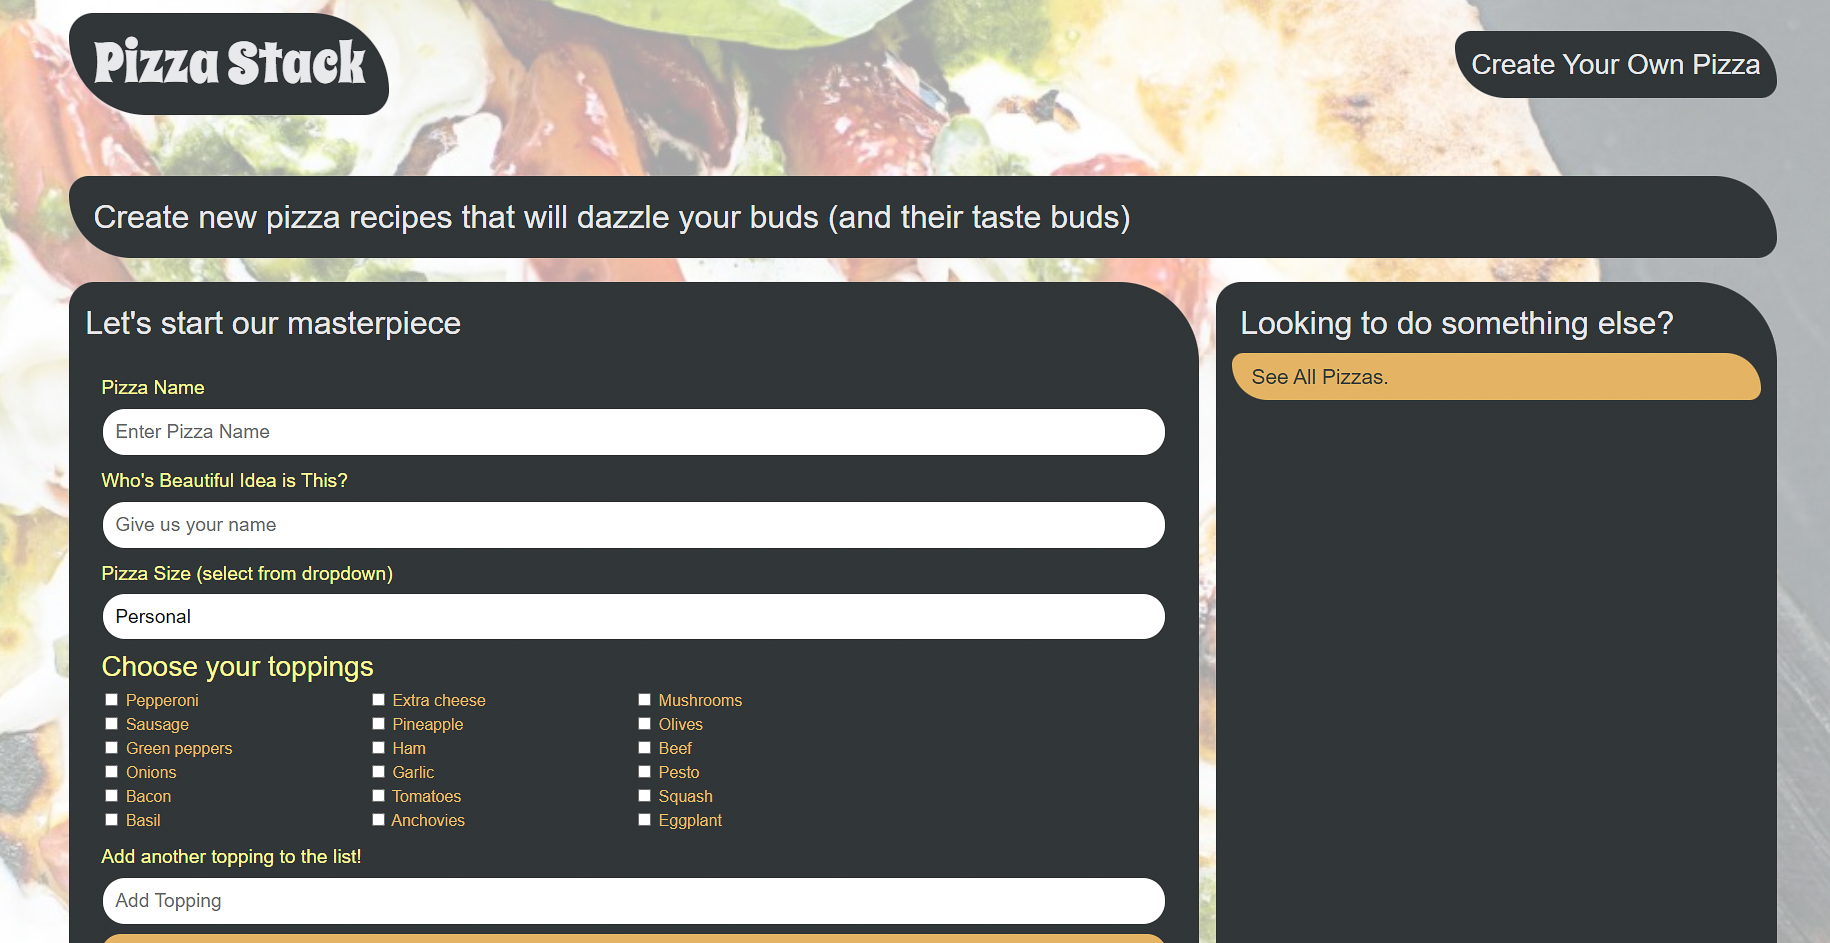 Pizza Stack
Create Your Own Pizza
Create new pizza recipes that will dazzle your buds (and their taste buds)
Let's start our masterpiece
Pizza Name
Enter Pizza Name
Who's Beautiful Idea is This?
Give us your name
Pizza Size (select from dropdown)
Personal
Choose your toppings
Pepperoni Extra cheese Mushrooms
Sausage Pineapple Olives
Green peppers Ham Beef
Onions Garlic Pesto
Bacon Tomatoes Squash
Basil Anchovies Eggplant
Add another topping to the list!
Add Topping
Looking to do something else?
See All Pizzas.